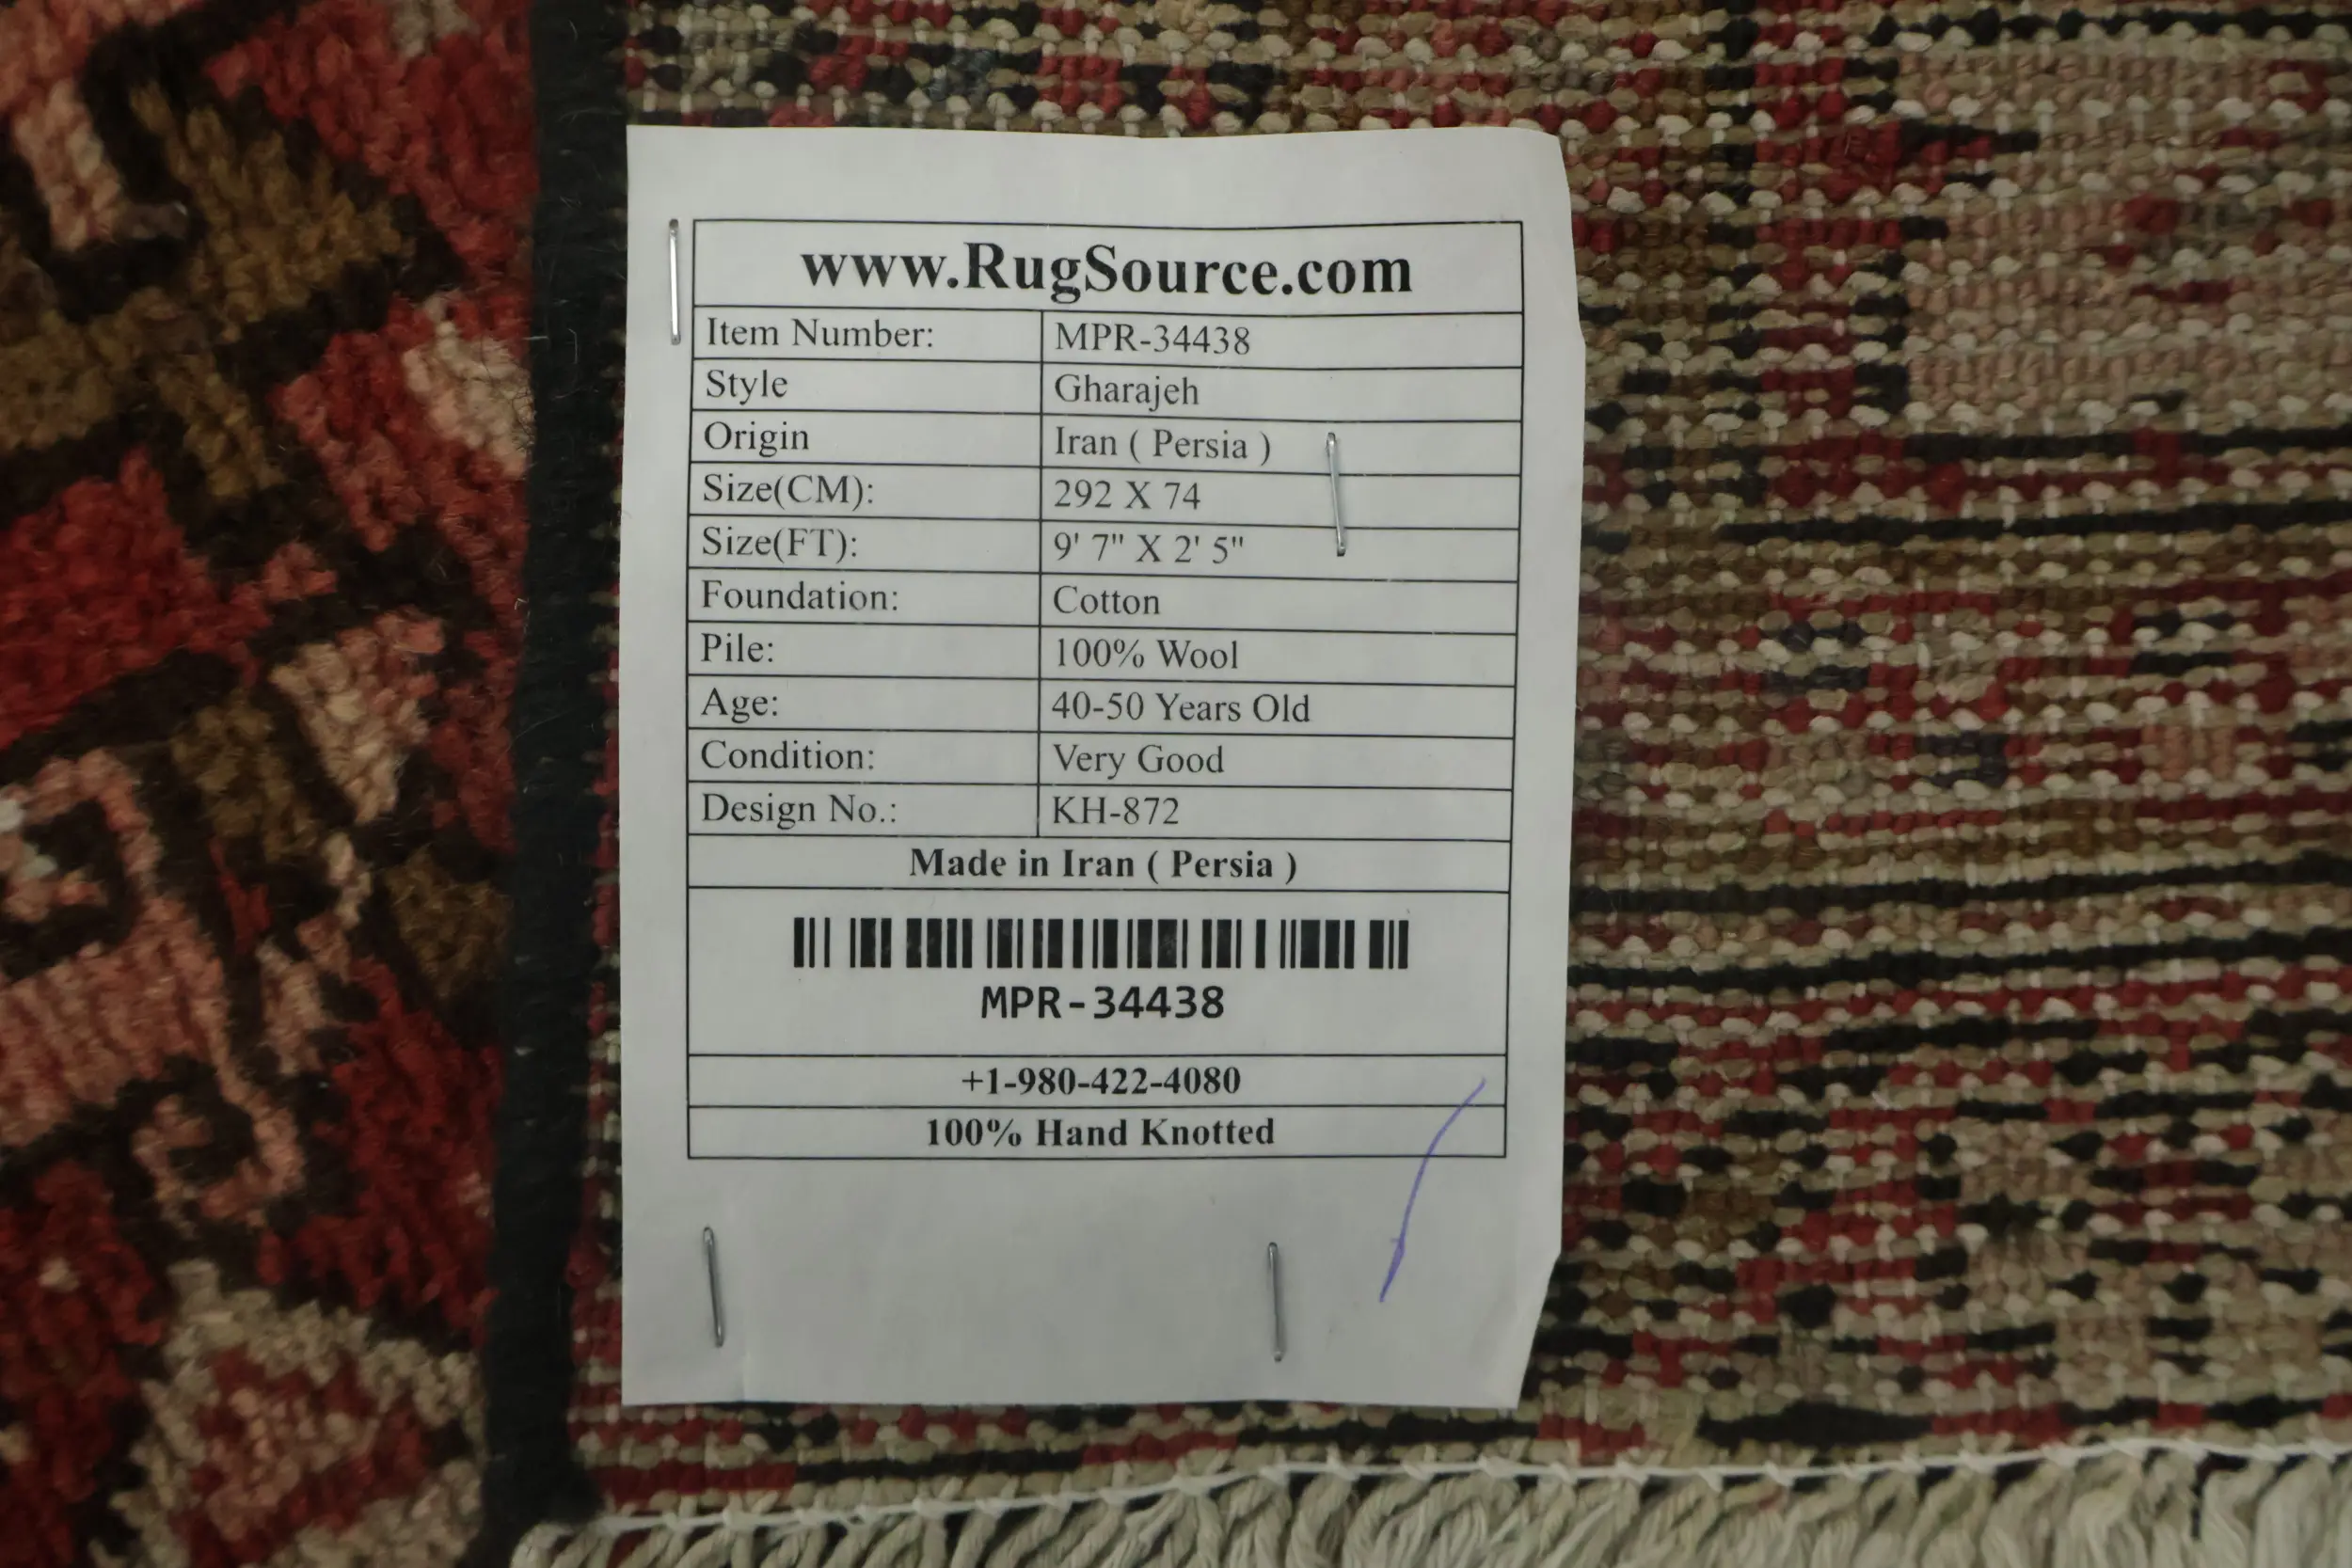 www.RugSource.com
Item Number: MPR-34438
Style Gharajeh
Origin Iran ( Persia )
Size(CM): 292 X 74
Size(FT): 9' 7" X 2' 5"
Foundation: Cotton
Pile: 100% Wool
Age: 40-50 Years Old
Condition: Very Good
Design No.: KH-872
Made in Iran ( Persia )
MPR-34438
+1-980-422-4080
100% Hand Knotted